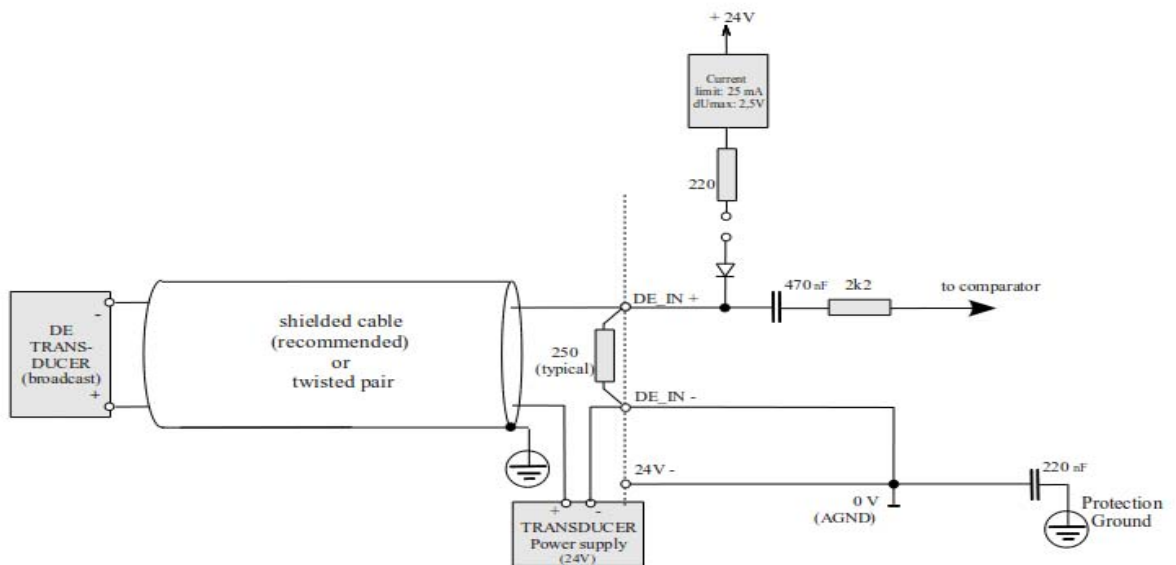 + 24V
Current
limit: 25 mA
dUmax: 2,5V
220
DE_IN +
470 nF
2k2
to comparator
-
DE
TRANS-
DUCER
(broadcast)
+
shielded cable
(recommended)
or
twisted pair
250
(typical)
DE_IN -
24V -
220 nF
0 V
(AGND)
Protection
Ground
+ -
TRANSDUCER
Power supply
(24V)